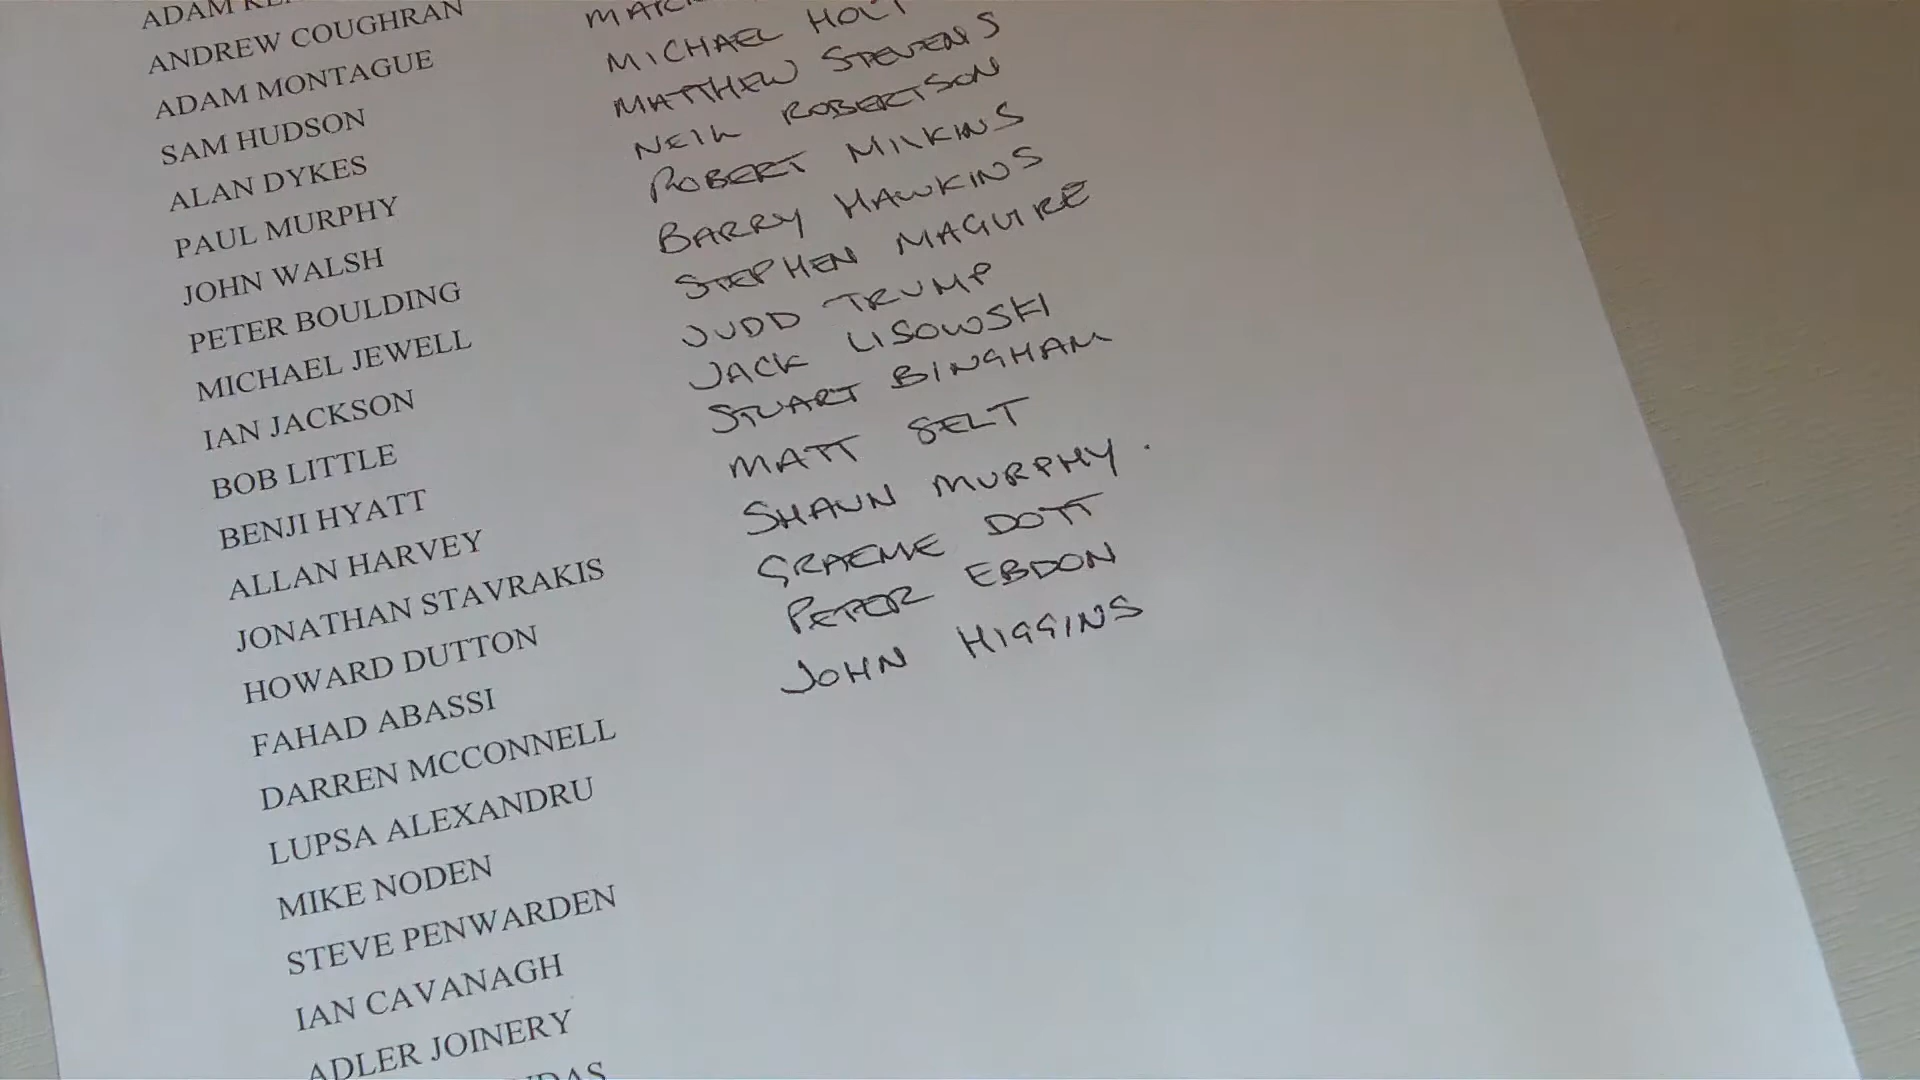 ADAM
ANDREW COUGHRAN
ADAM MONTAGUE
SAM HUDSON
ALAN DYKES
PAUL MURPHY
JOHN WALSH
PETER BOULDING
MICHAEL JEWELL
IAN JACKSON
BOB LITTLE
BENJI HYATT
ALLAN HARVEY
JONATHAN STAVRAKIS
HOWARD DUTTON
FAHAD ABASSI
DARREN MCCONNELL
LUPSA ALEXANDRU
MIKE NODEN
STEVE PENWARDEN
IAN CAVANAGH
ADLER JOINERY
MICHAEL HOLT
MATTHEW STEVENS
NEIL ROBERTSON
ROBERT MILKINS
BARRY HAWKINS
STEPHEN MAGUIRE
JUDD TRUMP
JACK LISOWSKI
STUART BINGHAM
MATT SELT
SHAUN MURPHY.
GRAEME DOTT
PETER EBDON
JOHN HIGGINS